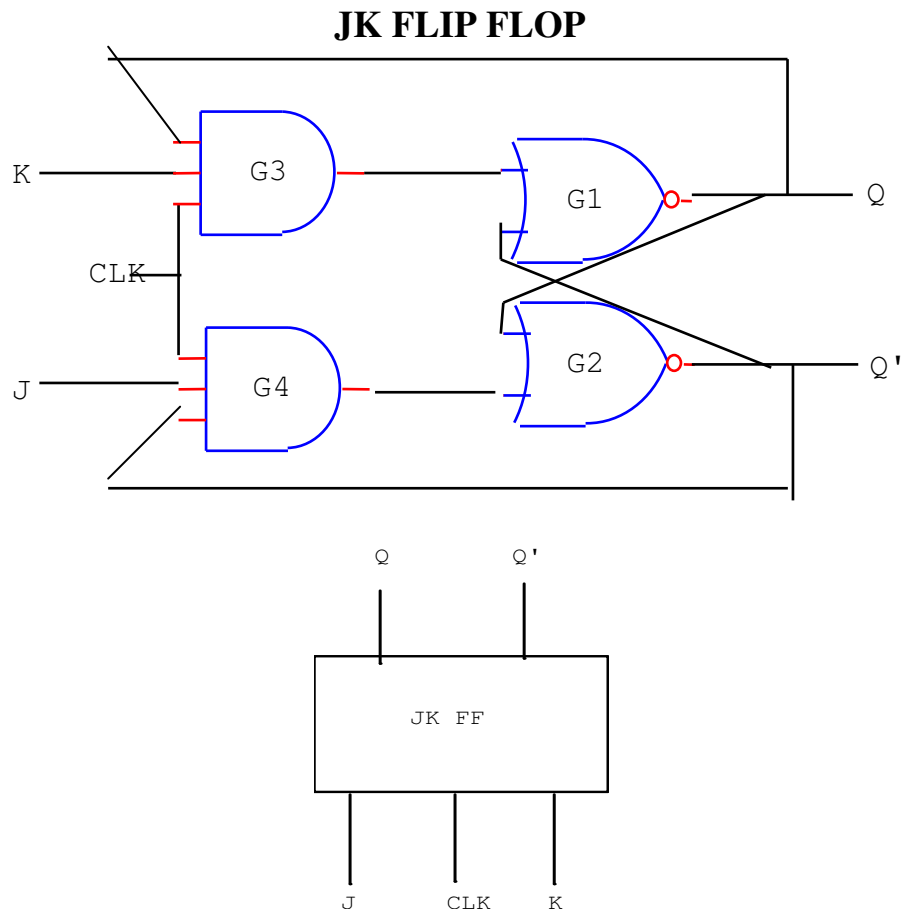 JK FLIP FLOP
G3
K
G1
Q
CLK
G2
Q'
J
G4
Q Q'
JK FF
J CLK K